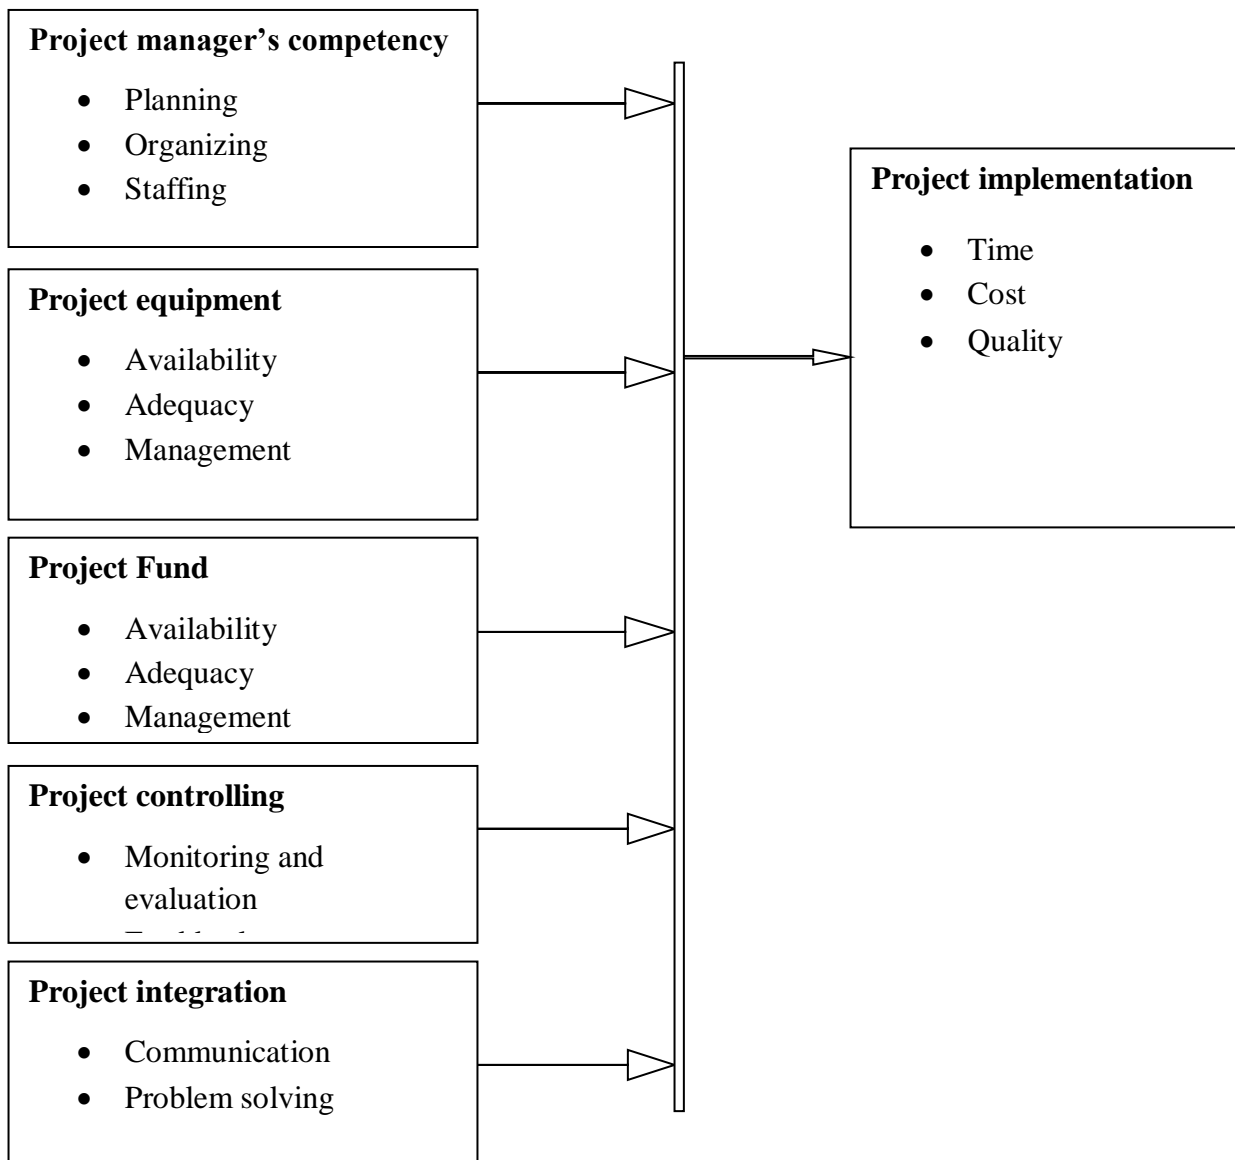 Project manager’s competency
• Planning
• Organizing
• Staffing
Project equipment
• Availability
• Adequacy
• Management
Project Fund
• Availability
• Adequacy
• Management
Project controlling
• Monitoring and
evaluation
Project integration
• Communication
• Problem solving
Project implementation
• Time
• Cost
• Quality